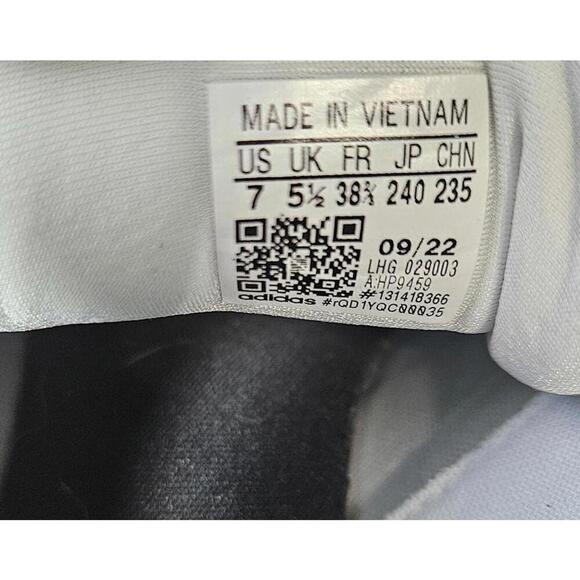 MADE IN VIETNAM
US UK FR JP CHN
7 5½ 38⅔ 240 235
09/22
LHG 029003
A:HP9459
#131418366
adidas #rQD1YQC00035